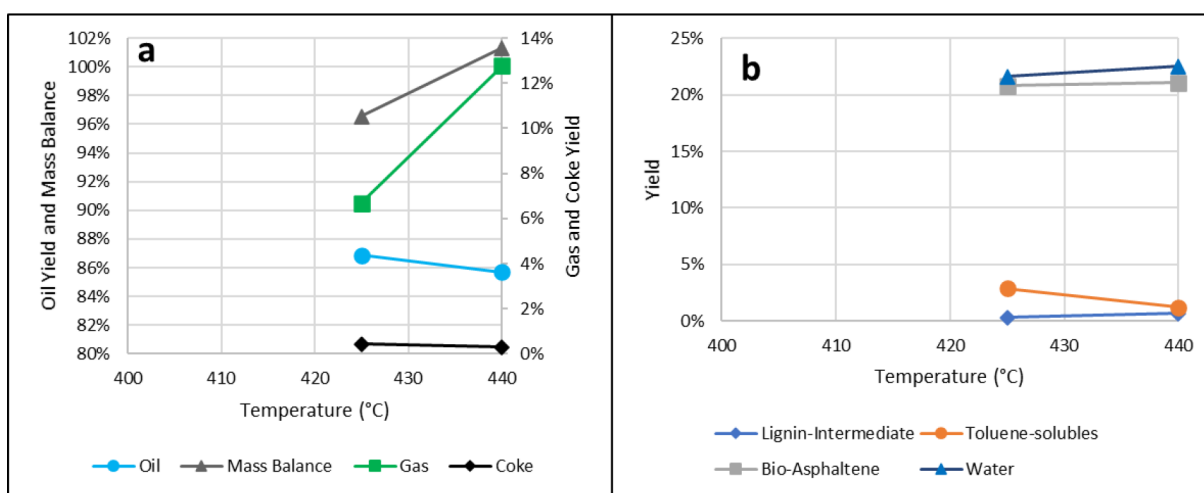 a
Oil Yield and Mass Balance
102%
100%
98%
96%
94%
92%
90%
88%
86%
84%
82%
80%
14%
12%
10%
8%
6%
4%
2%
0%
Gas and Coke Yield
400 410 420 430 440
Temperature (°C)
Oil Mass Balance Gas Coke
b
Yield
25%
20%
15%
10%
5%
0%
400 410 420 430 440
Temperature (°C)
Lignin-Intermediate Toluene-solubles
Bio-Asphaltene Water